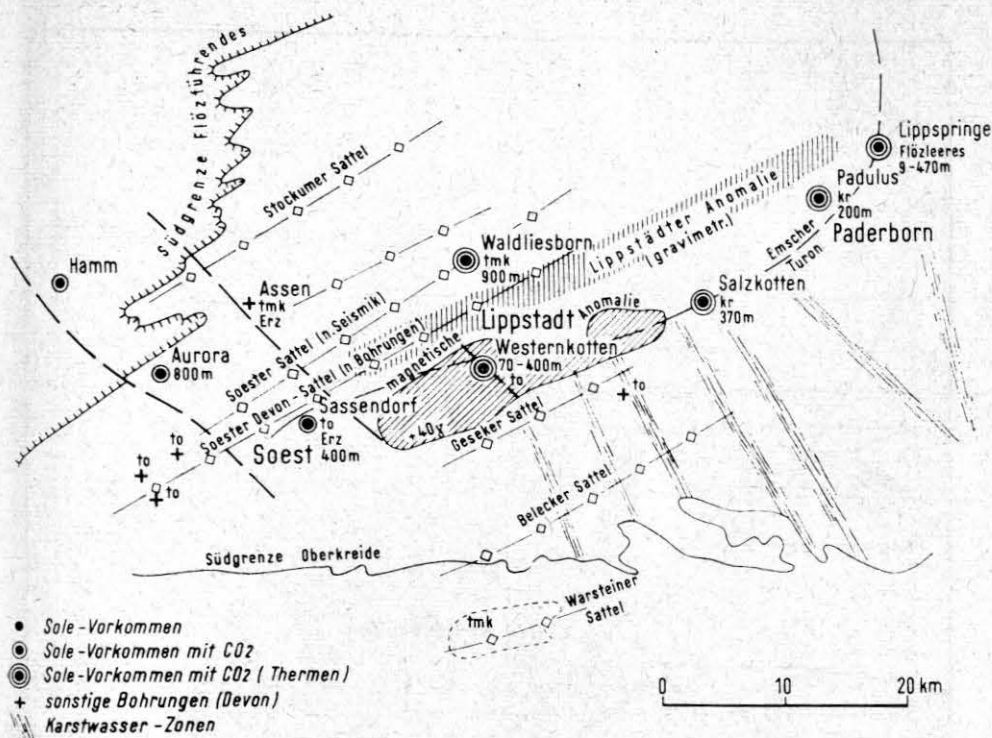 Südgrenze Flözführendes
Stockumer Sattel
Lippspringe
Flözleeres
9-470m
Padulus
kr
200m
Paderborn
Emscher
Turon
Lippstädter Anomalie
(gravimetr.)
Hamm
Waldliesborn
tmk
900m
Assen
tmk
Erz
Salzkotten
kr
370m
Lippstadt
magnetische Anomalie
Westernkotten
70-400m
to
Aurora
800m
Soester Sattel (n. Seismik)
Soester Devon-Sattel (n. Bohrungen)
Sassendorf
to
Erz
400m
Soest
+40γ
Geseker Sattel
to
to
to
to
Belecker Sattel
Südgrenze Oberkreide
Warsteiner
Sattel
tmk
Sole-Vorkommen
Sole-Vorkommen mit CO2
Sole-Vorkommen mit CO2 (Thermen)
sonstige Bohrungen (Devon)
Karstwasser-Zonen
0 10 20 km